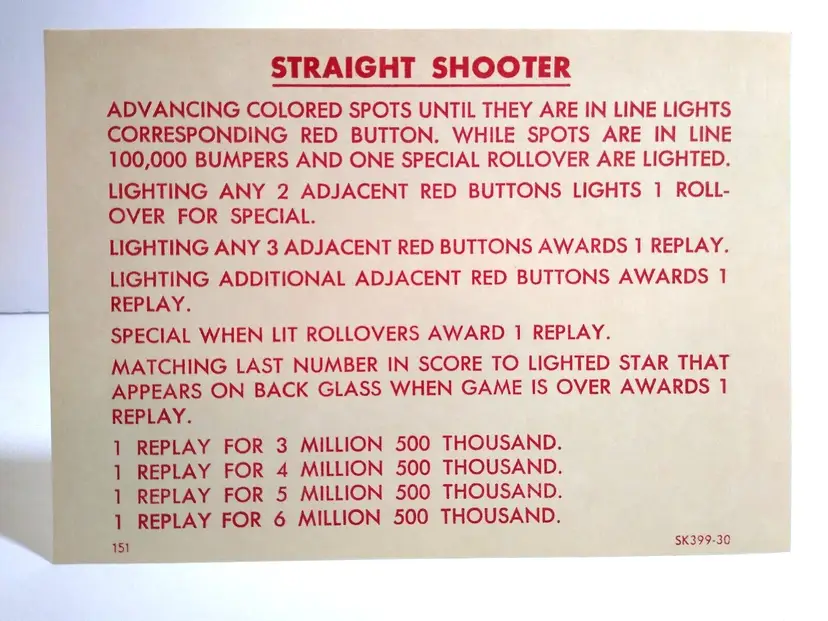 STRAIGHT SHOOTER
ADVANCING COLORED SPOTS UNTIL THEY ARE IN LINE LIGHTS
CORRESPONDING RED BUTTON. WHILE SPOTS ARE IN LINE
100,000 BUMPERS AND ONE SPECIAL ROLLOVER ARE LIGHTED.
LIGHTING ANY 2 ADJACENT RED BUTTONS LIGHTS 1 ROLL-
OVER FOR SPECIAL.
LIGHTING ANY 3 ADJACENT RED BUTTONS AWARDS 1 REPLAY.
LIGHTING ADDITIONAL ADJACENT RED BUTTONS AWARDS 1
REPLAY.
SPECIAL WHEN LIT ROLLOVERS AWARD 1 REPLAY.
MATCHING LAST NUMBER IN SCORE TO LIGHTED STAR THAT
APPEARS ON BACK GLASS WHEN GAME IS OVER AWARDS 1
REPLAY.
1 REPLAY FOR 3 MILLION 500 THOUSAND.
1 REPLAY FOR 4 MILLION 500 THOUSAND.
1 REPLAY FOR 5 MILLION 500 THOUSAND.
1 REPLAY FOR 6 MILLION 500 THOUSAND.
151 SK399-30